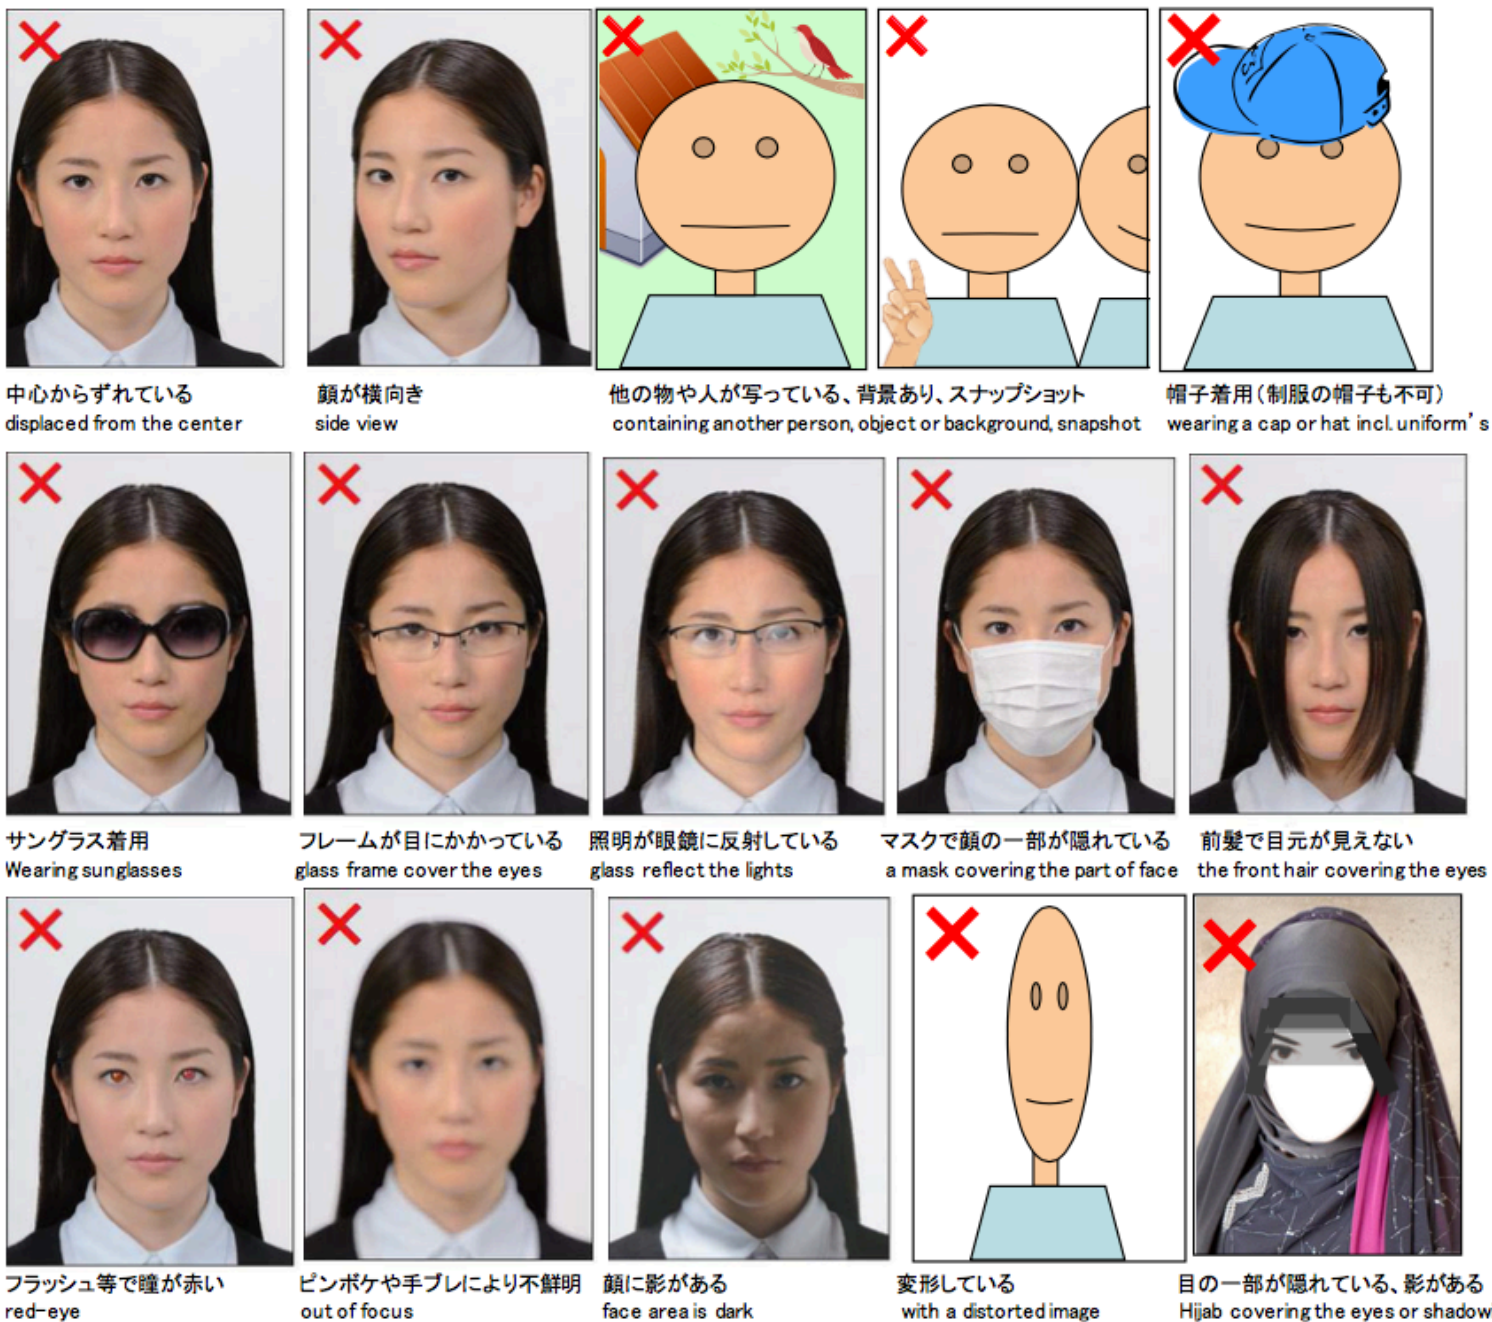 中心からずれている
displaced from the center
顔が横向き
side view
他の物や人が写っている、背景あり、スナップショット
containing another person, object or background, snapshot
帽子着用(制服の帽子も不可)
wearing a cap or hat incl. uniform's
サングラス着用
Wearing sunglasses
フレームが目にかかっている
glass frame cover the eyes
照明が眼鏡に反射している
glass reflect the lights
マスクで顔の一部が隠れている
a mask covering the part of face
前髪で目元が見えない
the front hair covering the eyes
フラッシュ等で瞳が赤い
red-eye
ピンボケや手ブレにより不鮮明
out of focus
顔に影がある
face area is dark
変形している
with a distorted image
目の一部が隠れている、影がある
Hijab covering the eyes or shadow